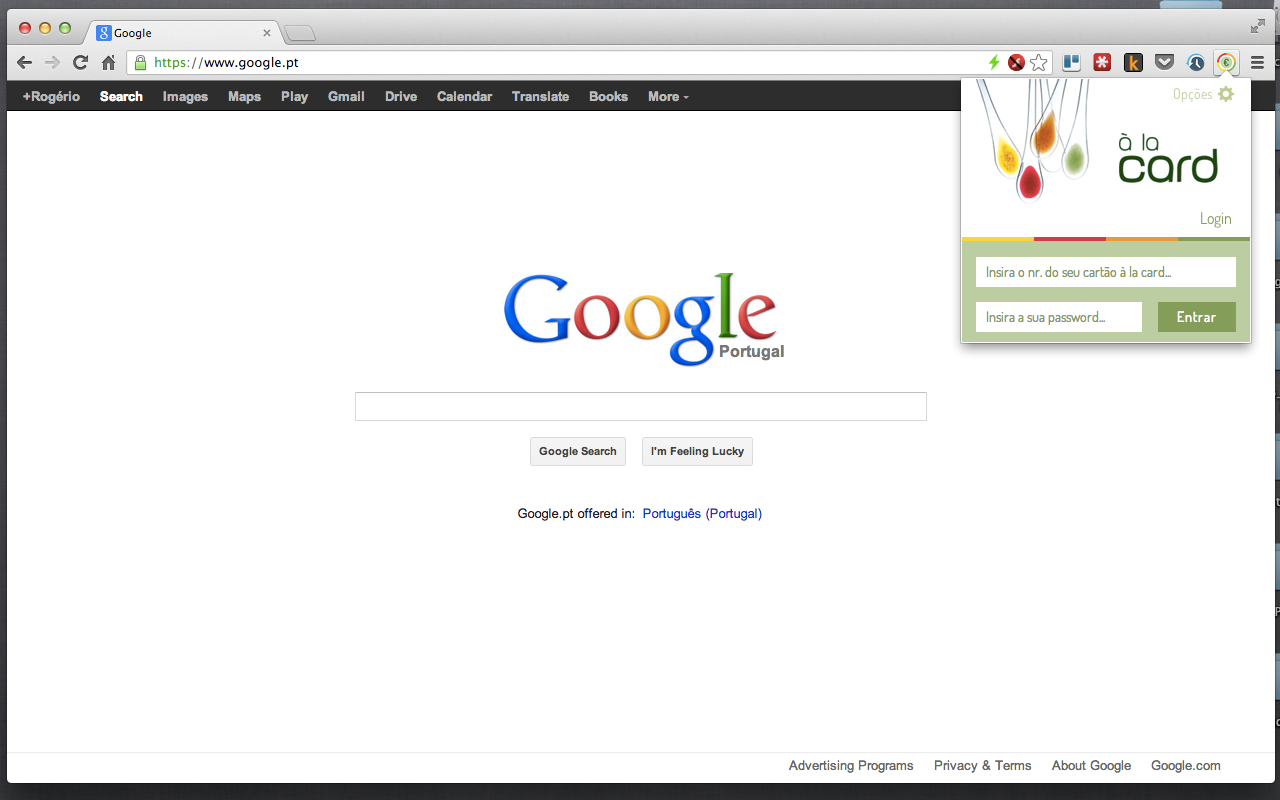 Google
https://www.google.pt
+Rogério Search Images Maps Play Gmail Drive Calendar Translate Books More
Opções
à la
card
Login
Insira o nr. do seu cartão à la card...
Insira a sua password... Entrar
Google
Portugal
Google Search I'm Feeling Lucky
Google.pt offered in: Português (Portugal)
Advertising Programs Privacy & Terms About Google Google.com